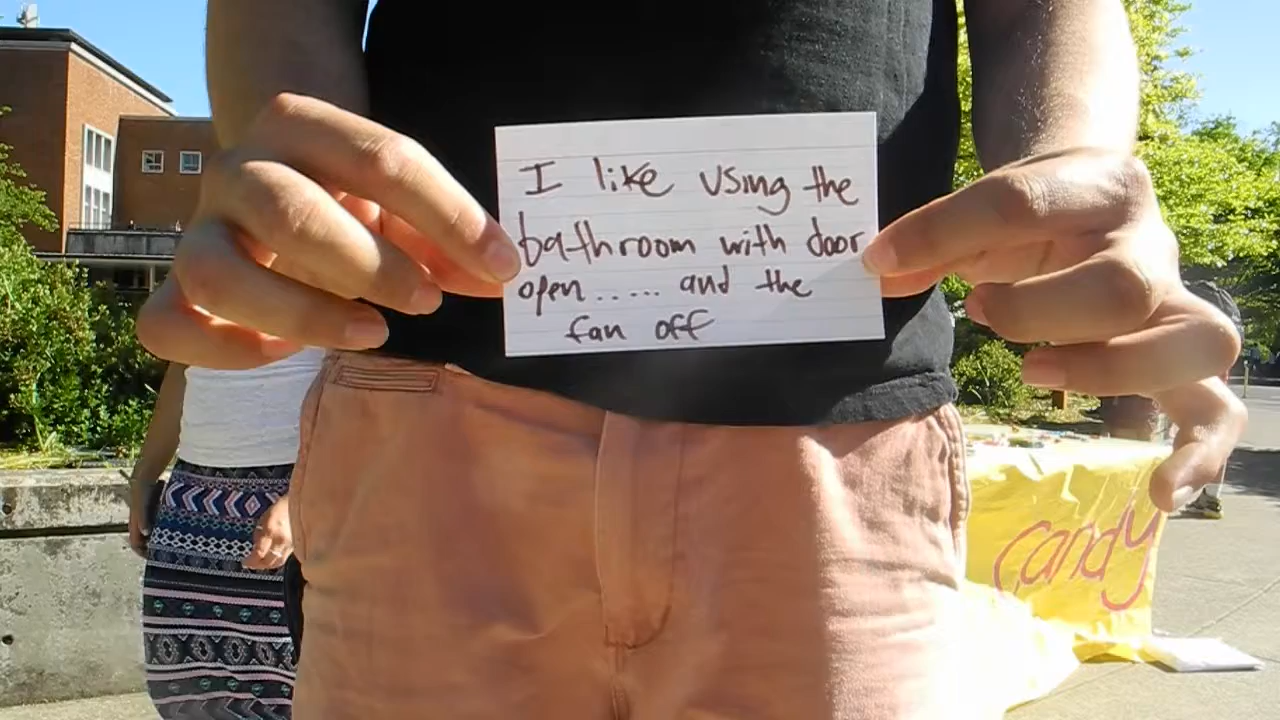 I like using the
bathroom with door
open...... and the
fan off
Candy